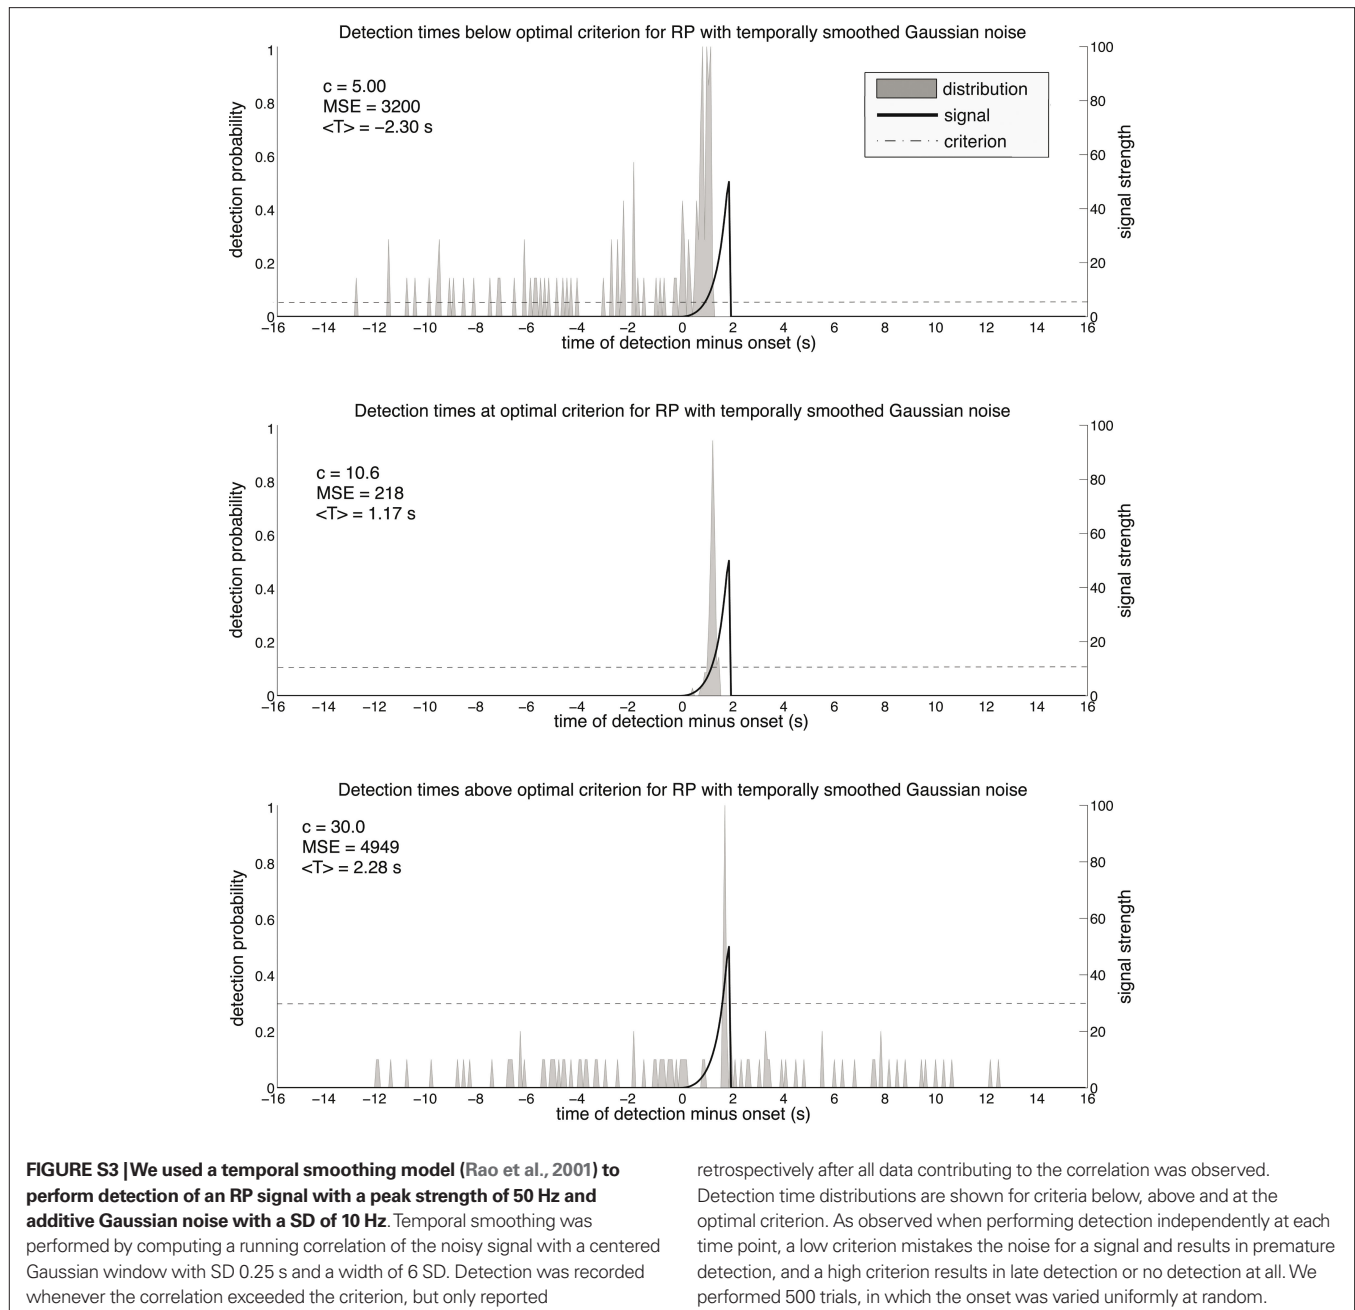 Detection times below optimal criterion for RP with temporally smoothed Gaussian noise
1
0.8
0.6
0.4
0.2
0
detection probability
c = 5.00
MSE = 3200
<T> = −2.30 s
distribution
signal
criterion
100
80
60
40
20
0
signal strength
−16 −14 −12 −10 −8 −6 −4 −2 0 2 4 6 8 10 12 14 16
time of detection minus onset (s)
Detection times at optimal criterion for RP with temporally smoothed Gaussian noise
1
0.8
0.6
0.4
0.2
0
detection probability
c = 10.6
MSE = 218
<T> = 1.17 s
100
80
60
40
20
0
signal strength
−16 −14 −12 −10 −8 −6 −4 −2 0 2 4 6 8 10 12 14 16
time of detection minus onset (s)
Detection times above optimal criterion for RP with temporally smoothed Gaussian noise
1
0.8
0.6
0.4
0.2
0
detection probability
c = 30.0
MSE = 4949
<T> = 2.28 s
100
80
60
40
20
0
signal strength
−16 −14 −12 −10 −8 −6 −4 −2 0 2 4 6 8 10 12 14 16
time of detection minus onset (s)
FIGURE S3 | We used a temporal smoothing model (Rao et al., 2001) to
perform detection of an RP signal with a peak strength of 50 Hz and
additive Gaussian noise with a SD of 10 Hz. Temporal smoothing was
performed by computing a running correlation of the noisy signal with a centered
Gaussian window with SD 0.25 s and a width of 6 SD. Detection was recorded
whenever the correlation exceeded the criterion, but only reported
retrospectively after all data contributing to the correlation was observed.
Detection time distributions are shown for criteria below, above and at the
optimal criterion. As observed when performing detection independently at each
time point, a low criterion mistakes the noise for a signal and results in premature
detection, and a high criterion results in late detection or no detection at all. We
performed 500 trials, in which the onset was varied uniformly at random.